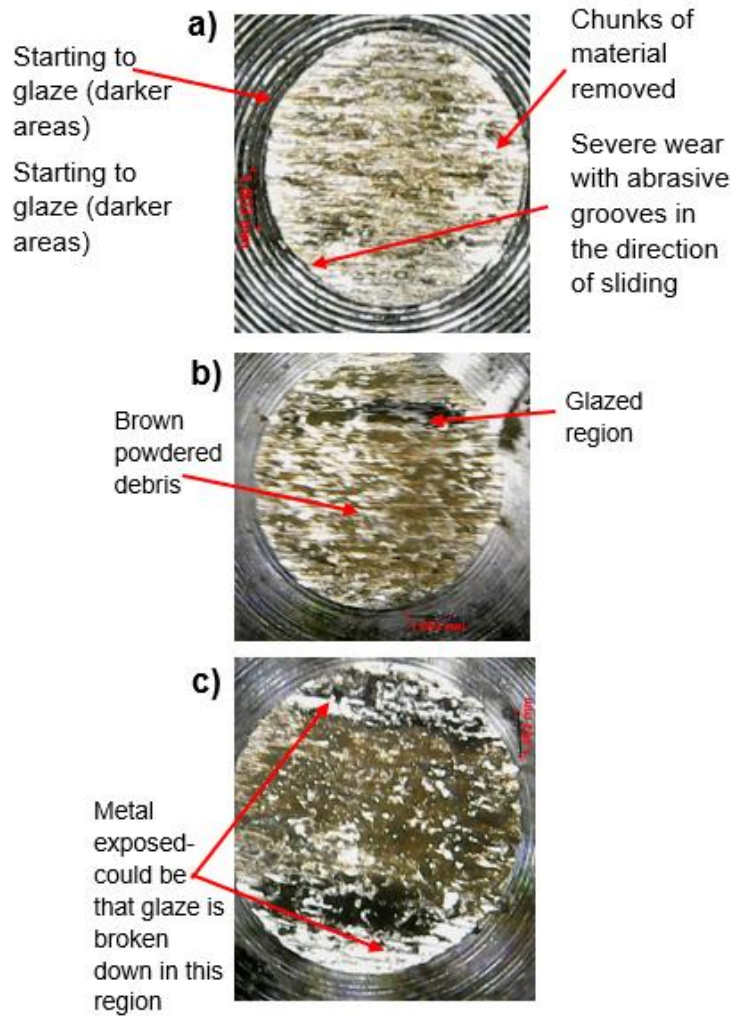 a)
Starting to
glaze (darker
areas)
Starting to
glaze (darker
areas)
Chunks of
material
removed
Severe wear
with abrasive
grooves in
the direction
of sliding
b)
Brown
powdered
debris
Glazed
region
c)
Metal
exposed-
could be
that glaze is
broken
down in this
region